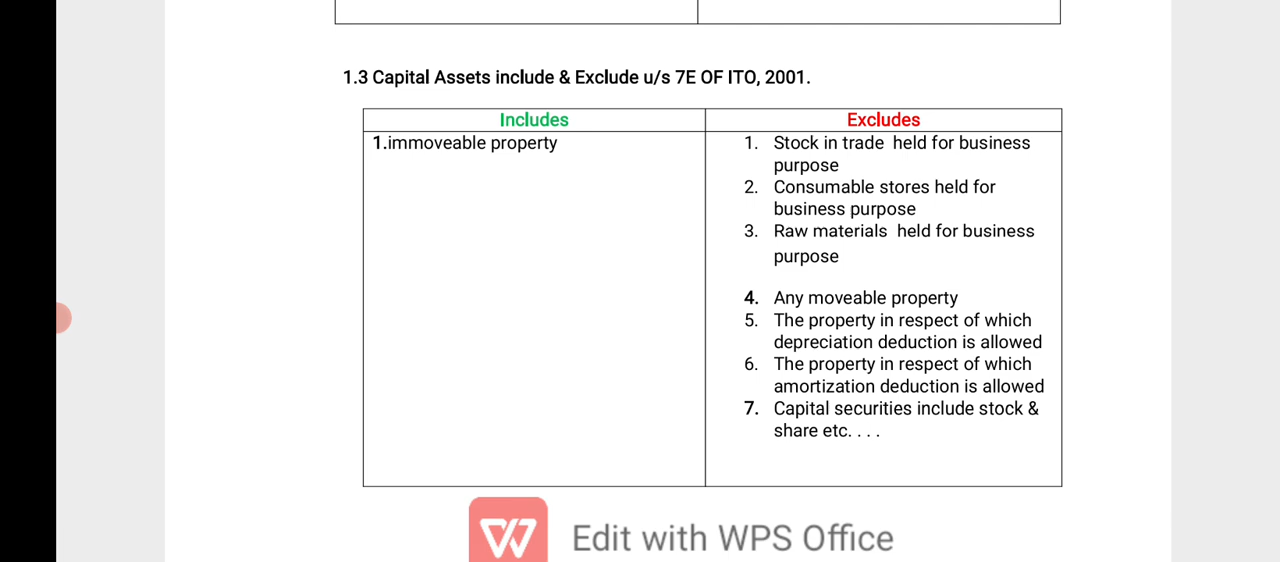 1.3 Capital Assets include & Exclude u/s 7E OF ITO, 2001.
Includes
Excludes
1.immoveable property
1. Stock in trade held for business
purpose
2. Consumable stores held for
business purpose
3. Raw materials held for business
purpose
4. Any moveable property
5. The property in respect of which
depreciation deduction is allowed
6. The property in respect of which
amortization deduction is allowed
7. Capital securities include stock &
share etc. . . .
Edit with WPS Office